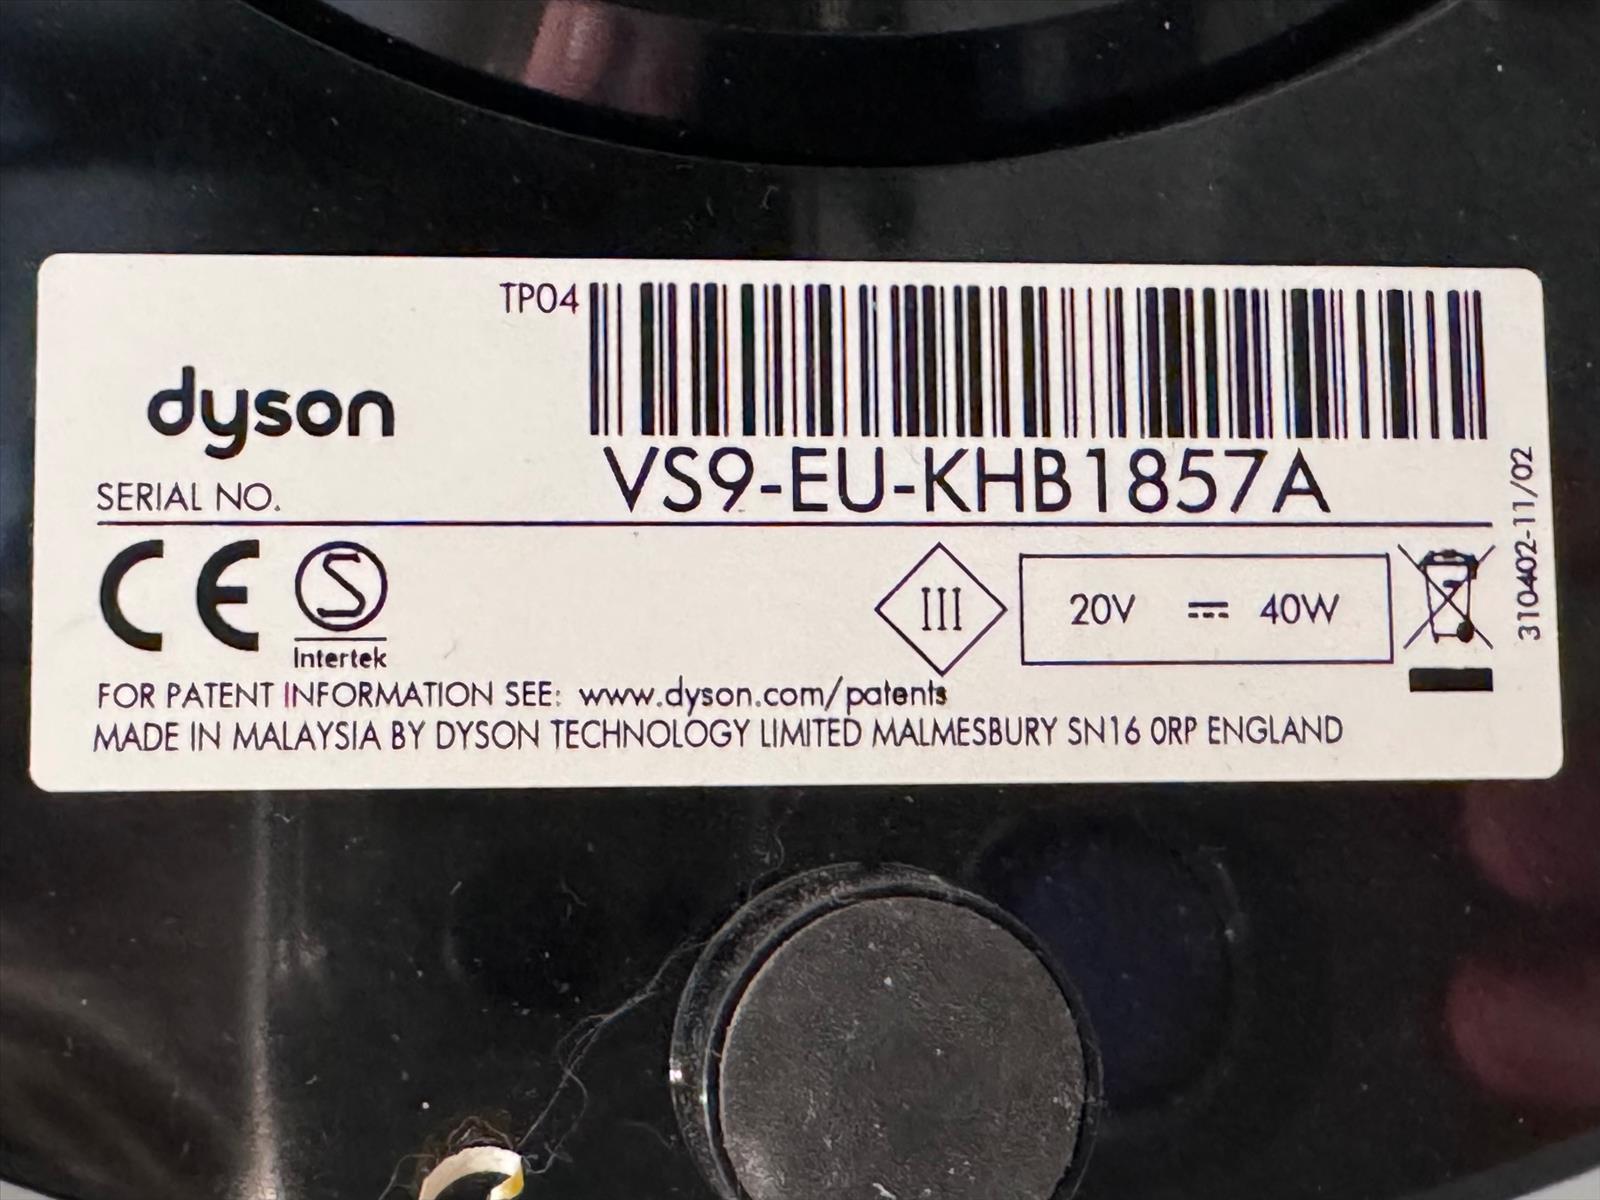 TP04
dyson
SERIAL NO. VS9-EU-KHB1857A
CE
S
Intertek
III
20V ⎓ 40W
310402-11/02
FOR PATENT INFORMATION SEE: www.dyson.com/patents
MADE IN MALAYSIA BY DYSON TECHNOLOGY LIMITED MALMESBURY SN16 0RP ENGLAND